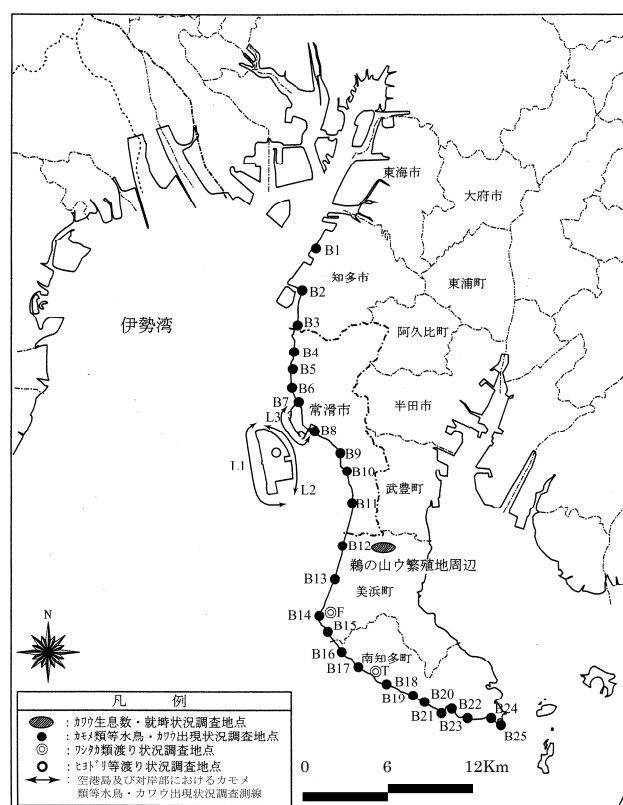 東海市
大府市
B1
知多市
東浦町
B2
伊勢湾
B3
阿久比町
B4
B5
B6
半田市
B7
常滑市
L3
B8
B9
L1
B10
武豊町
L2
B11
B12
鵜の山ウ繁殖地周辺
B13
美浜町
B14
F
B15
N
B16
南知多町
B17
T
B18
B19
B20
B22
B24
B21
B23
B25
凡 例
：ｶﾜｳ生息数・就塒状況調査地点
：ｶﾓﾒ類等水鳥・ｶﾜｳ出現状況調査地点
：ﾜｼﾀｶ類渡り状況調査地点
：ﾋﾖﾄﾞﾘ等渡り状況調査地点
：空港島及び対岸部におけるカモメ
類等水鳥・カワウ出現状況調査測線
0 6 12Km